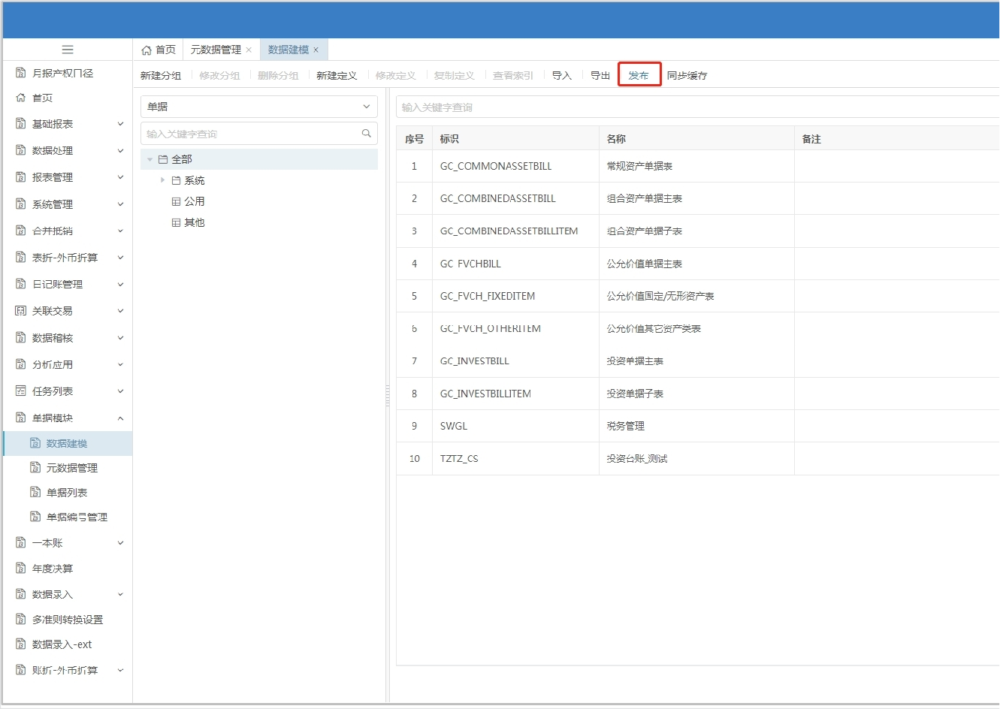 首页
元数据管理 ×
数据建模 ×
新建分组 修改分组 删除分组 新建定义 修改定义 复制定义 查看索引 导入 导出 发布 同步缓存
月报产权口径
首页
基础报表
数据处理
报表管理
系统管理
合并抵销
表折-外币折算
日记账管理
关联交易
数据稽核
分析应用
任务列表
单据模块
数据建模
元数据管理
单据列表
单据编号管理
一本账
年度决算
数据录入
多准则转换设置
数据录入-ext
账折-外币折算
单据
输入关键字查询
全部
系统
公用
其他
输入关键字查询
序号 标识 名称 备注
1 GC_COMMONASSETBILL 常规资产单据表
2 GC_COMBINEDASSETBILL 组合资产单据主表
3 GC_COMBINEDASSETBILLITEM 组合资产单据子表
4 GC_FVCHBILL 公允价值单据主表
5 GC_FVCH_FIXEDITEM 公允价值固定/无形资产表
6 GC_FVCH_OTHERITEM 公允价值其它资产类表
7 GC_INVESTBILL 投资单据主表
8 GC_INVESTBILLITEM 投资单据子表
9 SWGL 税务管理
10 TZTZ_CS 投资台账_测试